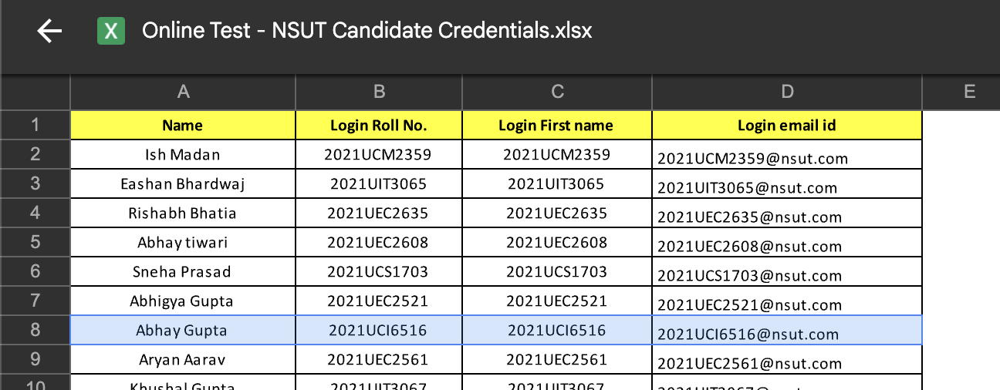 X Online Test - NSUT Candidate Credentials.xlsx
A B C D E
1 Name Login Roll No. Login First name Login email id
2 Ish Madan 2021UCM2359 2021UCM2359 2021UCM2359@nsut.com
3 Eashan Bhardwaj 2021UIT3065 2021UIT3065 2021UIT3065@nsut.com
4 Rishabh Bhatia 2021UEC2635 2021UEC2635 2021UEC2635@nsut.com
5 Abhay tiwari 2021UEC2608 2021UEC2608 2021UEC2608@nsut.com
6 Sneha Prasad 2021UCS1703 2021UCS1703 2021UCS1703@nsut.com
7 Abhigya Gupta 2021UEC2521 2021UEC2521 2021UEC2521@nsut.com
8 Abhay Gupta 2021UCI6516 2021UCI6516 2021UCI6516@nsut.com
9 Aryan Aarav 2021UEC2561 2021UEC2561 2021UEC2561@nsut.com
10 Khushal Gupta 2021UIT3067 2021UIT3067